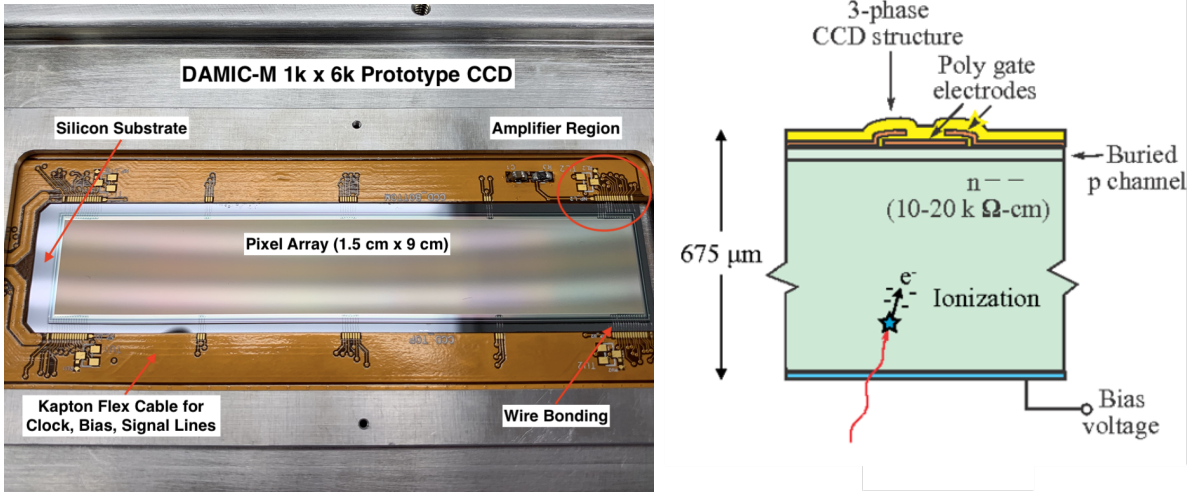 DAMIC-M 1k x 6k Prototype CCD
Silicon Substrate
Amplifier Region
Pixel Array (1.5 cm x 9 cm)
Kapton Flex Cable for
Clock, Bias, Signal Lines
Wire Bonding
3-phase
CCD structure
Poly gate
electrodes
Buried
p channel
n– –
(10-20 k Ω-cm)
675 μm
e-
Ionization
Bias
voltage